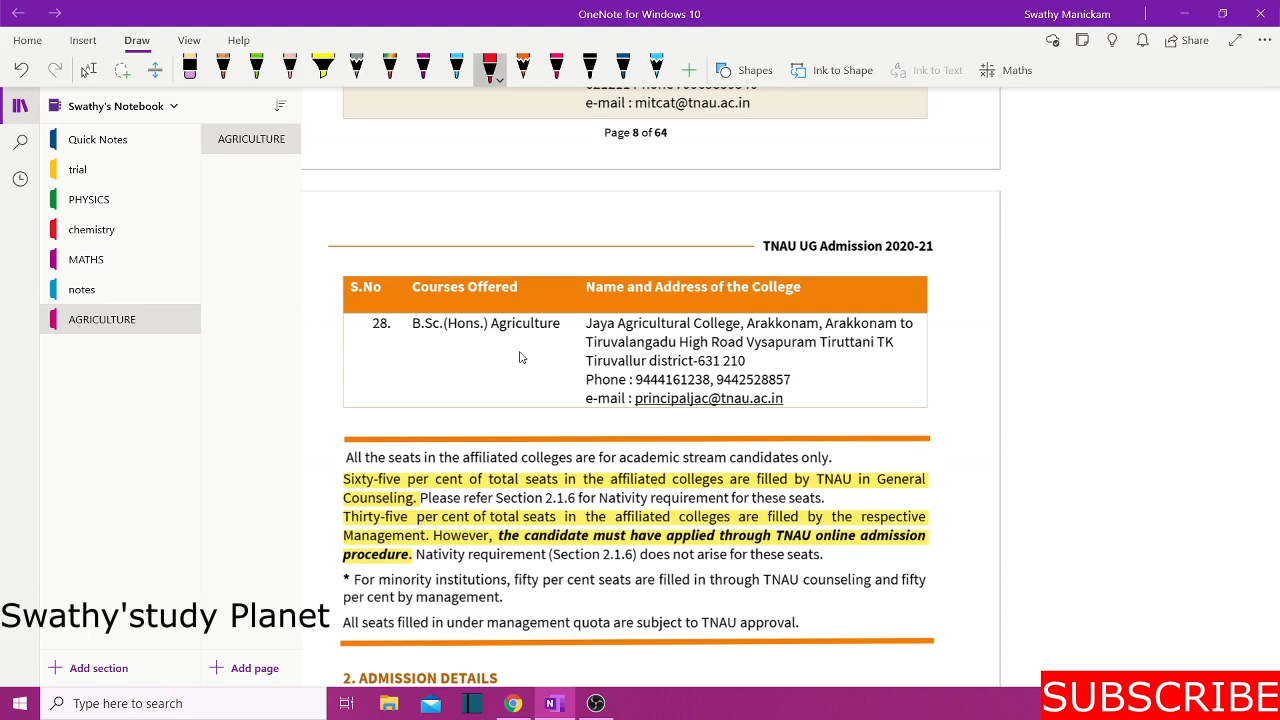 OneNote for Windows 10
Swathy Manickam
Home Insert Draw View Help
Share
Shapes Ink to Shape Ink to Text Maths
Swathy's Notebook
Quick Notes
trial
PHYSICS
chemistry
MATHS
notes
AGRICULTURE
AGRICULTURE
e-mail : mitcat@tnau.ac.in
Page 8 of 64
TNAU UG Admission 2020-21
S.No Courses Offered Name and Address of the College
28. B.Sc.(Hons.) Agriculture Jaya Agricultural College, Arakkonam, Arakkonam to
Tiruvalangadu High Road Vysapuram Tiruttani TK
Tiruvallur district-631 210
Phone : 9444161238, 9442528857
e-mail : principaljac@tnau.ac.in
All the seats in the affiliated colleges are for academic stream candidates only.
Sixty-five per cent of total seats in the affiliated colleges are filled by TNAU in General
Counseling. Please refer Section 2.1.6 for Nativity requirement for these seats.
Thirty-five per cent of total seats in the affiliated colleges are filled by the respective
Management. However, the candidate must have applied through TNAU online admission
procedure. Nativity requirement (Section 2.1.6) does not arise for these seats.
* For minority institutions, fifty per cent seats are filled in through TNAU counseling and fifty
per cent by management.
All seats filled in under management quota are subject to TNAU approval.
2. ADMISSION DETAILS
Swathy'study Planet
Add section
Add page
Type here to search
SUBSCRIBE